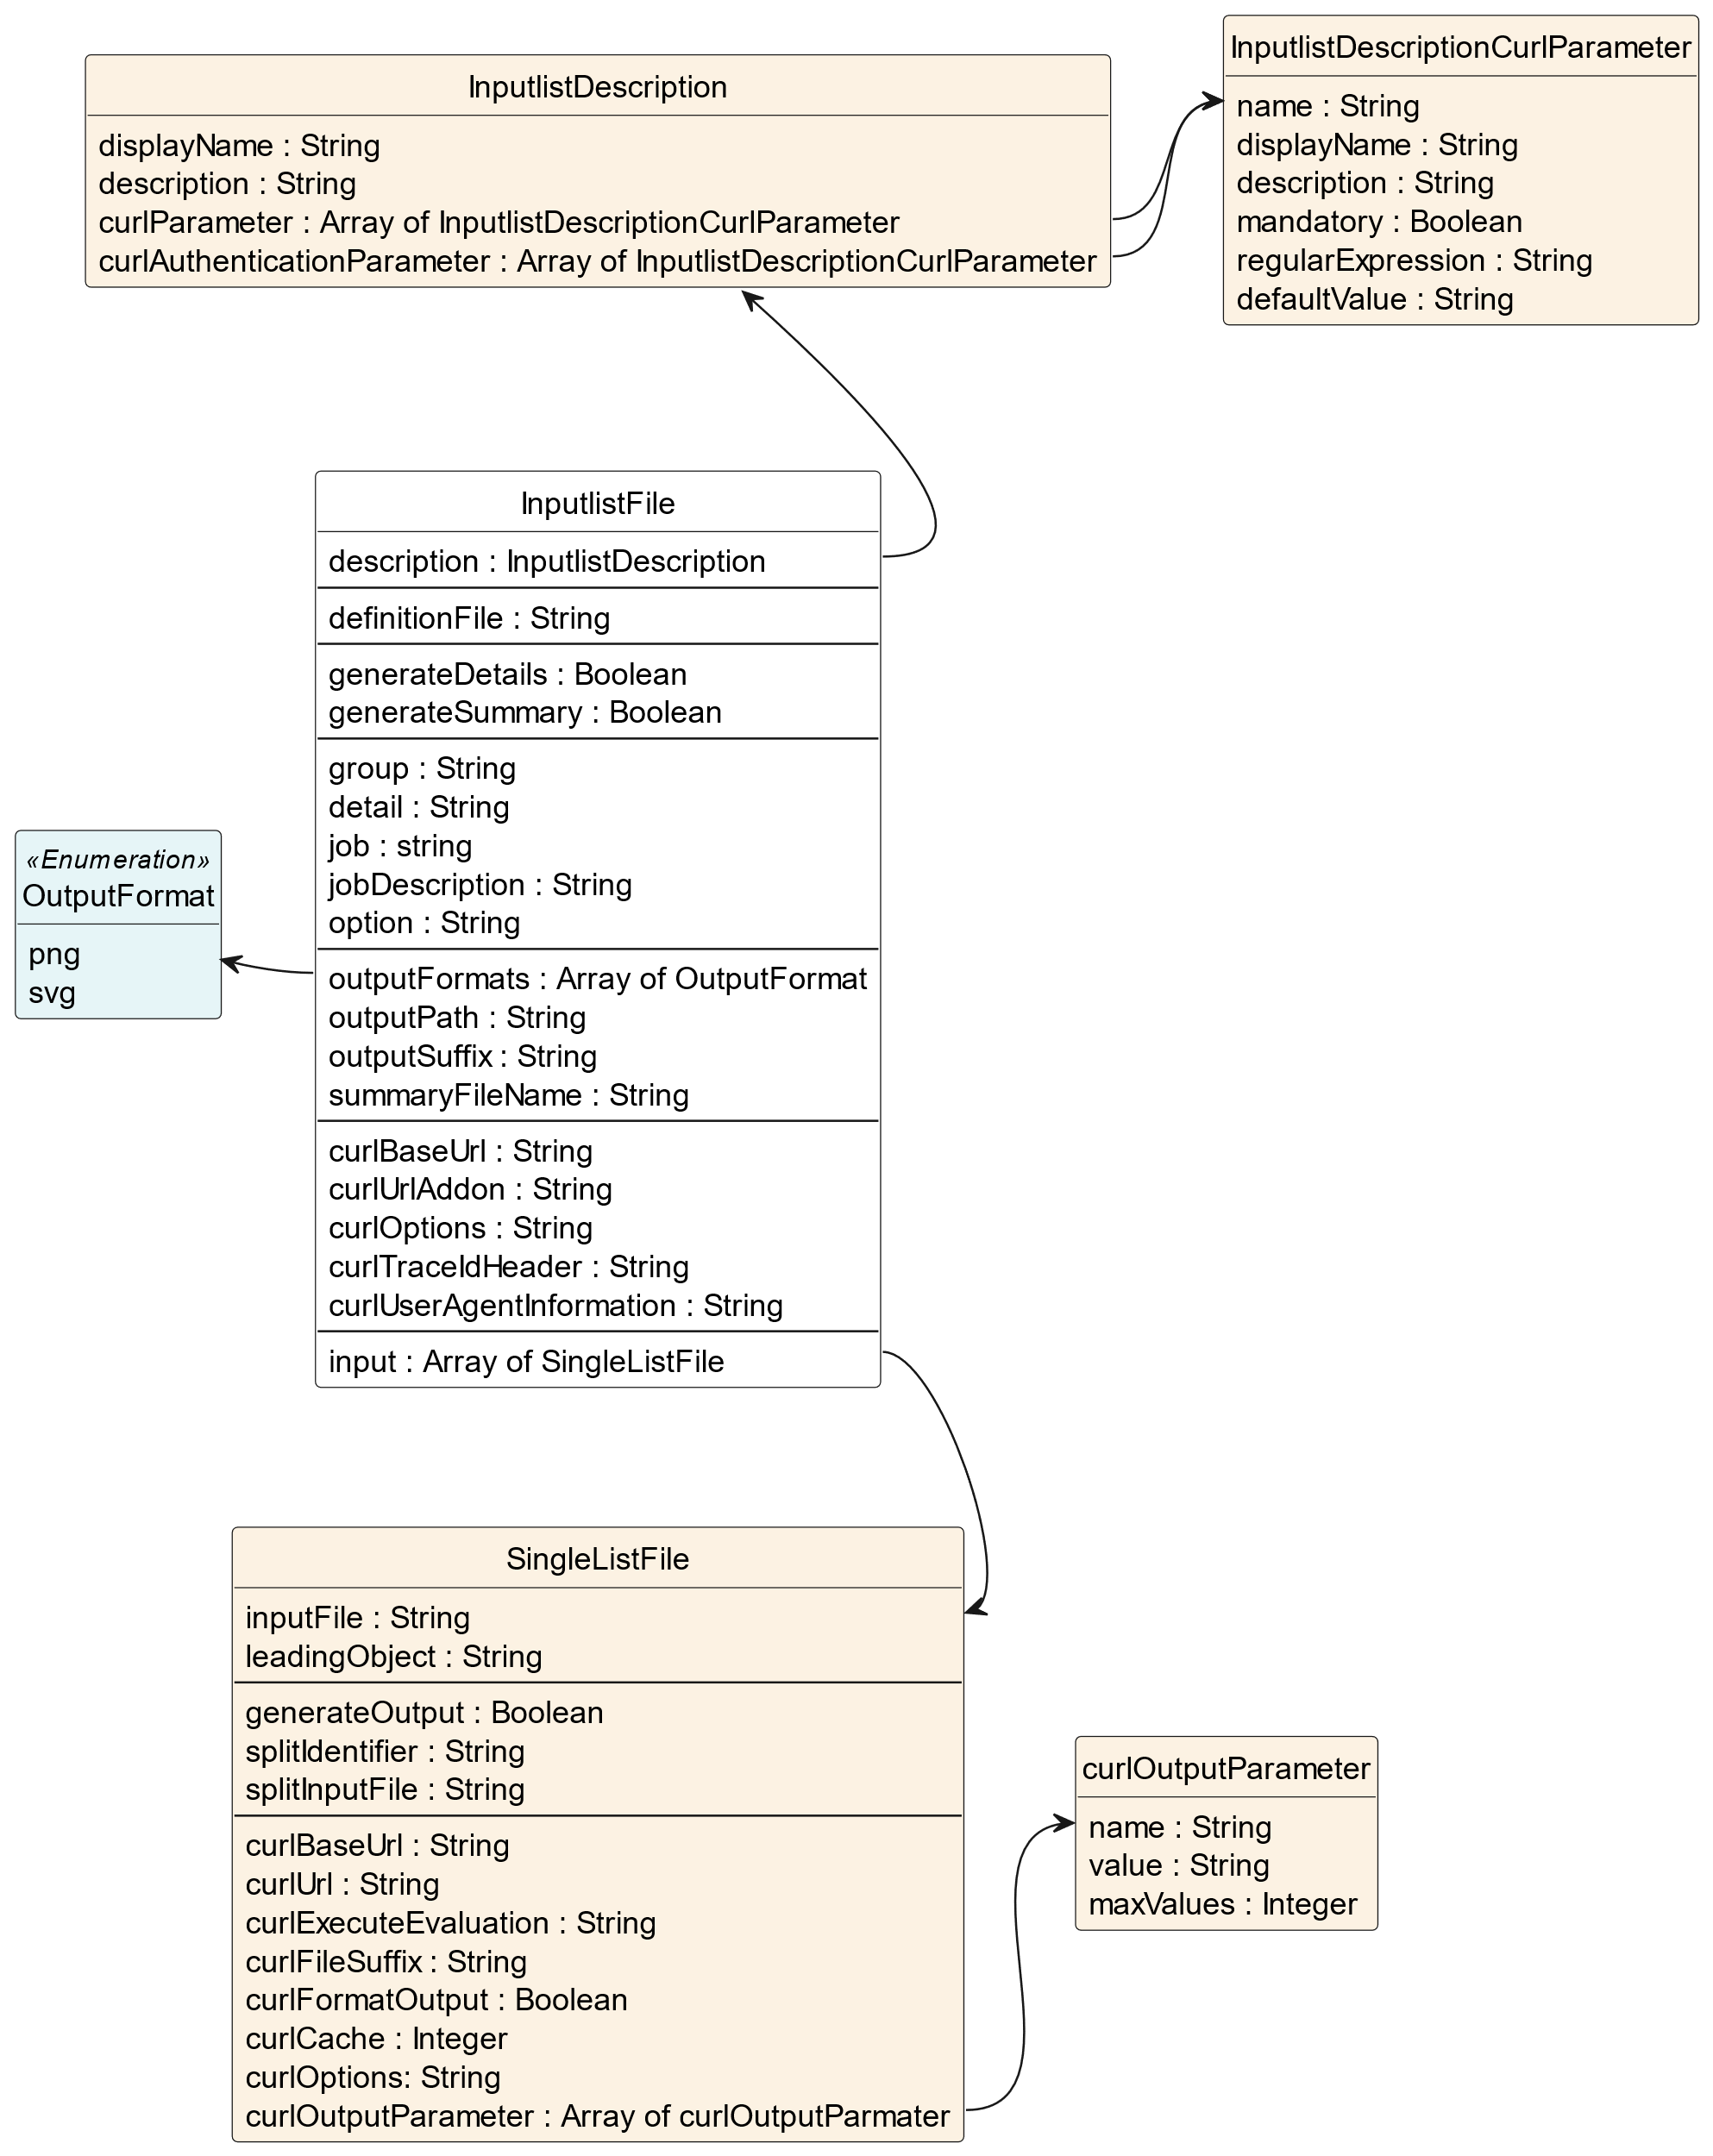 InputlistDescription
displayName : String
description : String
curlParameter : Array of InputlistDescriptionCurlParameter
curlAuthenticationParameter : Array of InputlistDescriptionCurlParameter
InputlistDescriptionCurlParameter
name : String
displayName : String
description : String
mandatory : Boolean
regularExpression : String
defaultValue : String
InputlistFile
description : InputlistDescription
definitionFile : String
generateDetails : Boolean
generateSummary : Boolean
group : String
detail : String
job : string
jobDescription : String
option : String
outputFormats : Array of OutputFormat
outputPath : String
outputSuffix : String
summaryFileName : String
curlBaseUrl : String
curlUrlAddon : String
curlOptions : String
curlTraceIdHeader : String
curlUserAgentInformation : String
input : Array of SingleListFile
«Enumeration»
OutputFormat
png
svg
SingleListFile
inputFile : String
leadingObject : String
generateOutput : Boolean
splitIdentifier : String
splitInputFile : String
curlBaseUrl : String
curlUrl : String
curlExecuteEvaluation : String
curlFileSuffix : String
curlFormatOutput : Boolean
curlCache : Integer
curlOptions: String
curlOutputParameter : Array of curlOutputParmater
curlOutputParameter
name : String
value : String
maxValues : Integer